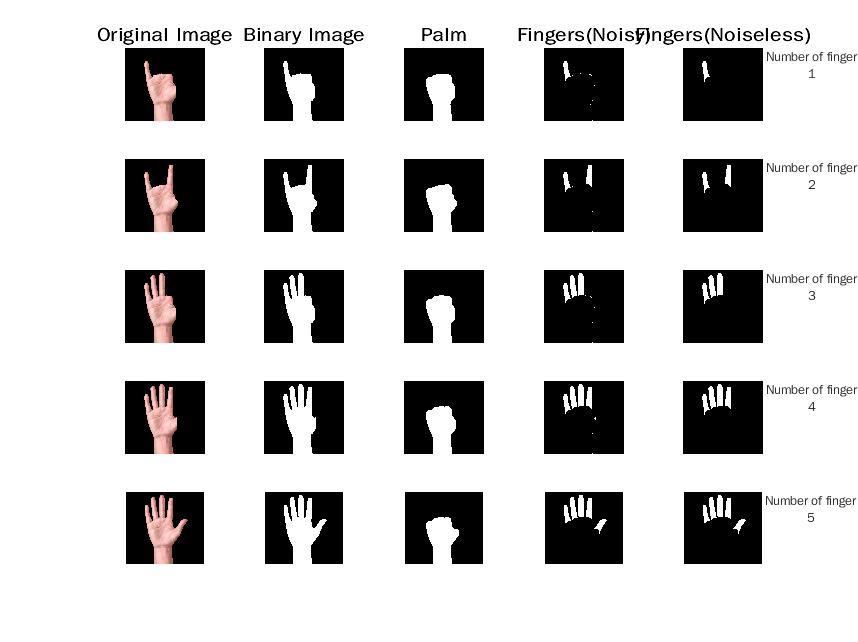 Original Image Binary Image Palm Fingers(Noisy) Fingers(Noiseless)
Number of finger
1
Number of finger
2
Number of finger
3
Number of finger
4
Number of finger
5